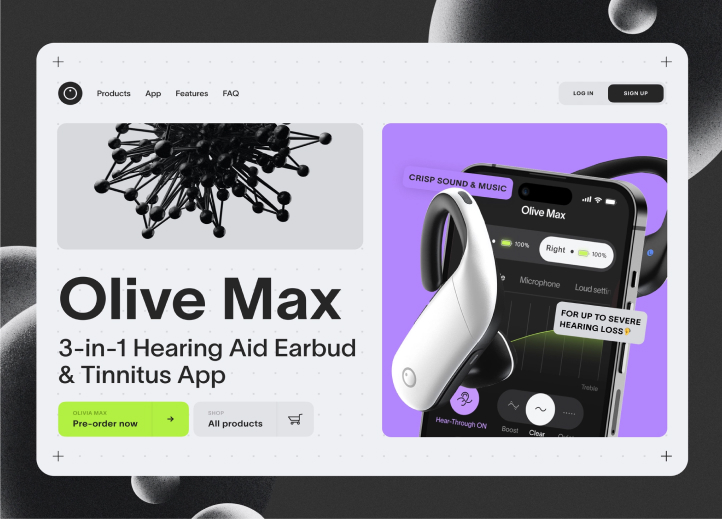 Products App Features FAQ
LOG IN SIGN UP
Olive Max
3-in-1 Hearing Aid Earbud
& Tinnitus App
OLIVIA MAX
Pre-order now
SHOP
All products
CRISP SOUND & MUSIC
Olive Max
100%
Right 100%
Microphone Loud setti
FOR UP TO SEVERE
HEARING LOSS
Treble
Hear-Through ON
Boost Clear